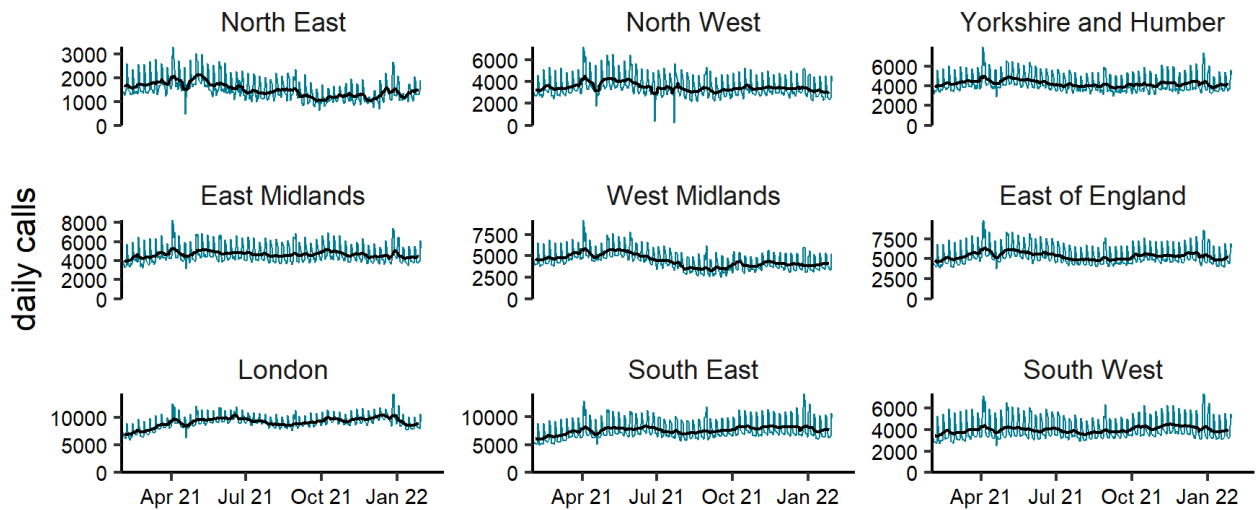 North East
North West
Yorkshire and Humber
3000
2000
1000
0
6000
4000
2000
0
6000
4000
2000
0
daily calls
East Midlands
West Midlands
East of England
8000
6000
4000
2000
0
7500
5000
2500
0
7500
5000
2500
0
London
South East
South West
10000
5000
0
10000
5000
0
6000
4000
2000
0
Apr 21 Jul 21 Oct 21 Jan 22
Apr 21 Jul 21 Oct 21 Jan 22
Apr 21 Jul 21 Oct 21 Jan 22